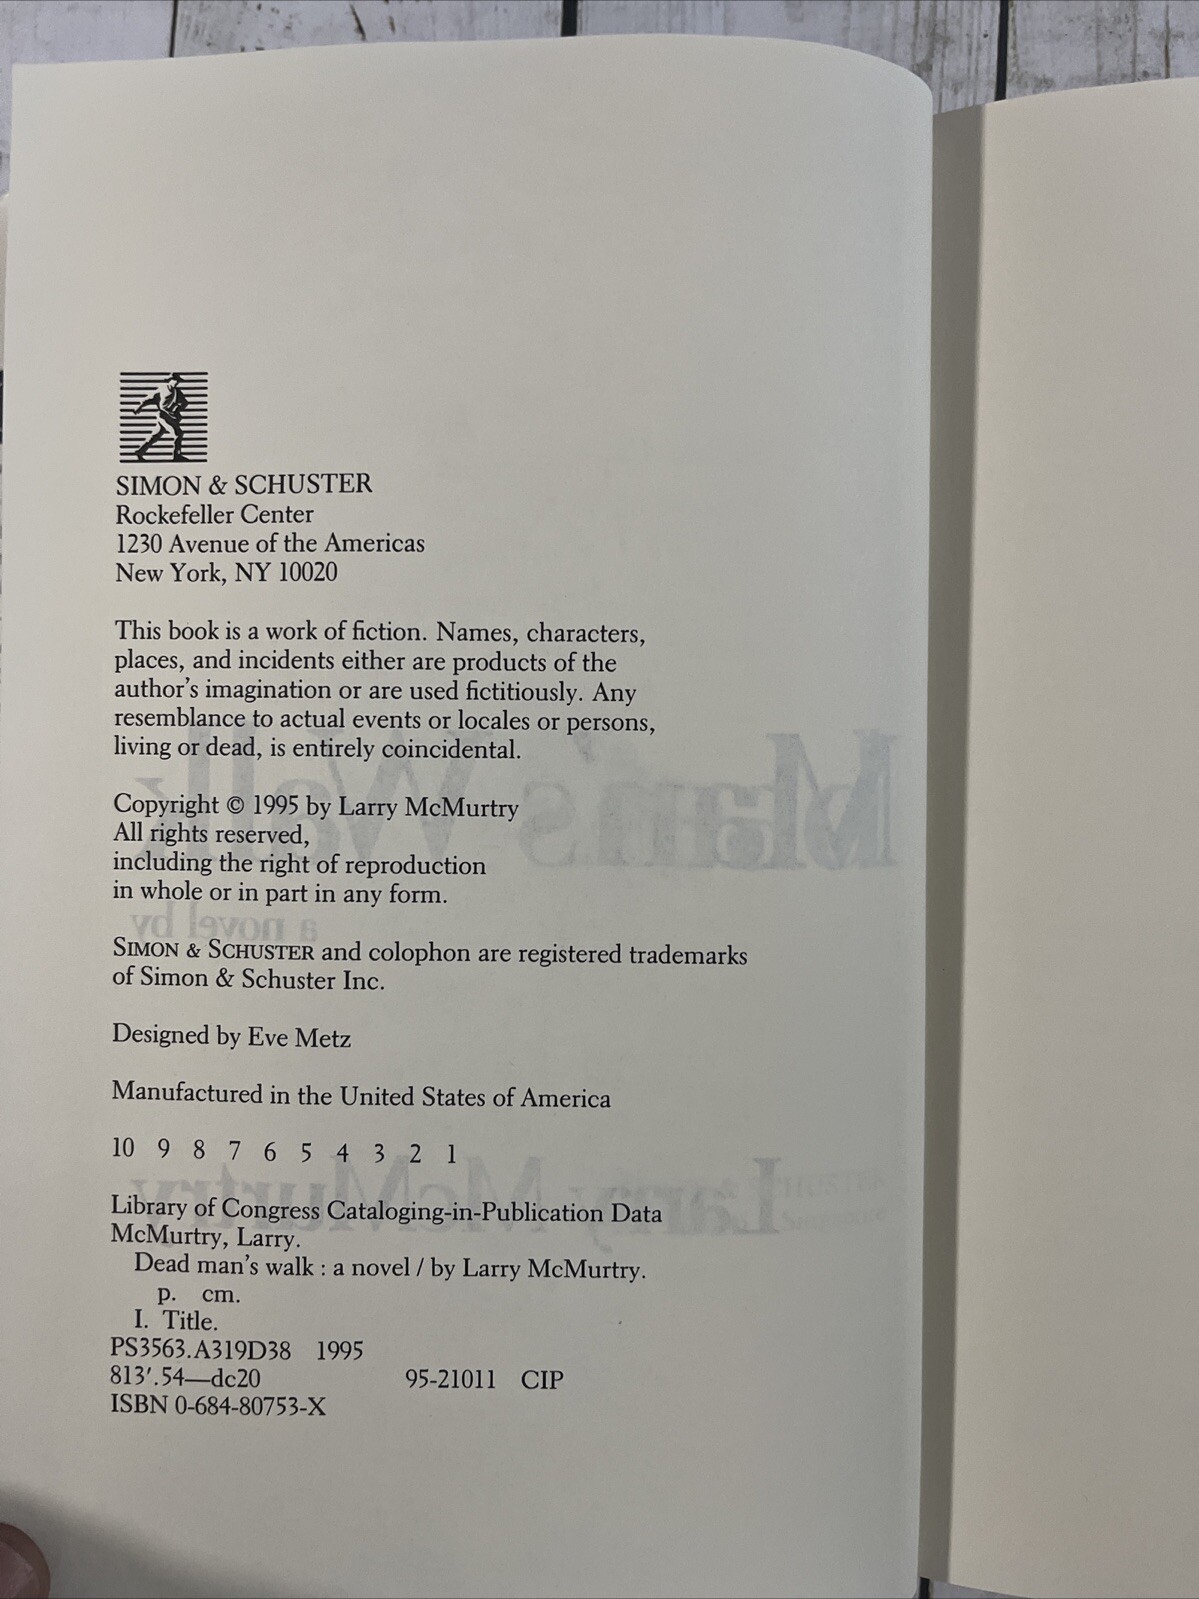 SIMON & SCHUSTER
Rockefeller Center
1230 Avenue of the Americas
New York, NY 10020
This book is a work of fiction. Names, characters,
places, and incidents either are products of the
author's imagination or are used fictitiously. Any
resemblance to actual events or locales or persons,
living or dead, is entirely coincidental.
Copyright © 1995 by Larry McMurtry
All rights reserved,
including the right of reproduction
in whole or in part in any form.
SIMON & SCHUSTER and colophon are registered trademarks
of Simon & Schuster Inc.
Designed by Eve Metz
Manufactured in the United States of America
10 9 8 7 6 5 4 3 2 1
Library of Congress Cataloging-in-Publication Data
McMurtry, Larry.
Dead man's walk : a novel / by Larry McMurtry.
p. cm.
I. Title.
PS3563.A319D38 1995
813'.54—dc20 95-21011 CIP
ISBN 0-684-80753-X